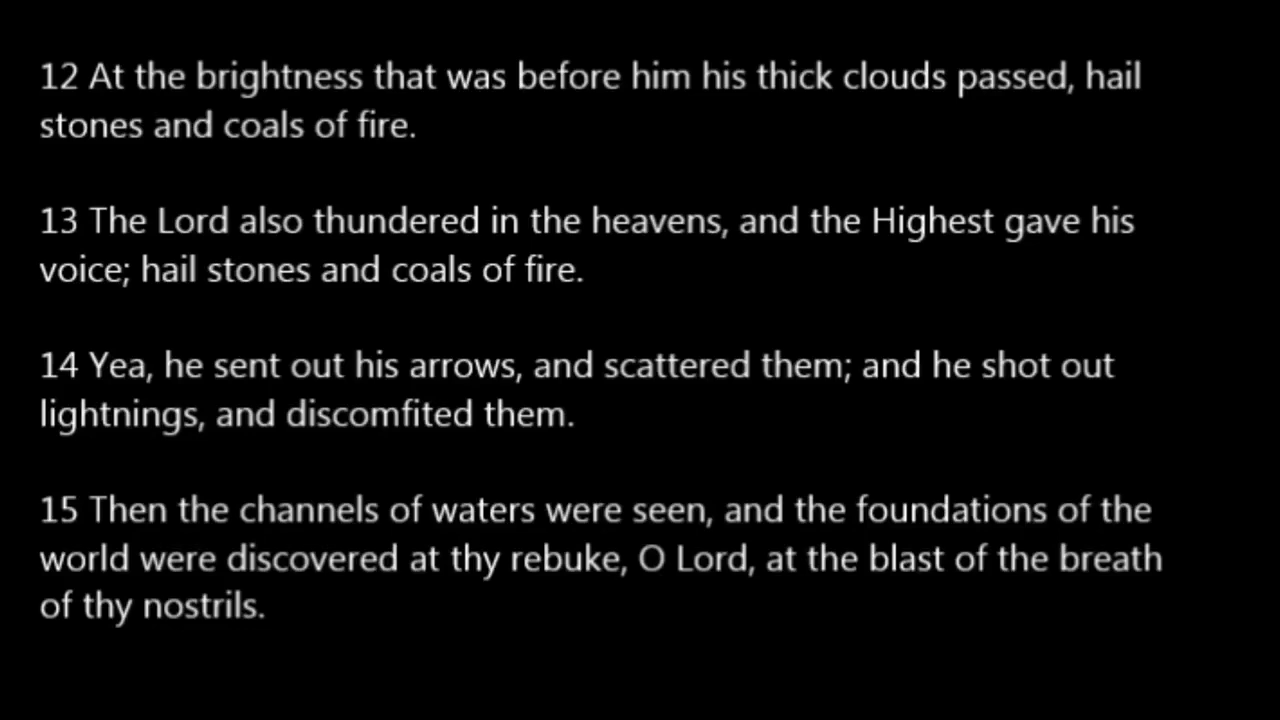 12 At the brightness that was before him his thick clouds passed, hail
stones and coals of fire.
13 The Lord also thundered in the heavens, and the Highest gave his
voice; hail stones and coals of fire.
14 Yea, he sent out his arrows, and scattered them; and he shot out
lightnings, and discomfited them.
15 Then the channels of waters were seen, and the foundations of the
world were discovered at thy rebuke, O Lord, at the blast of the breath
of thy nostrils.